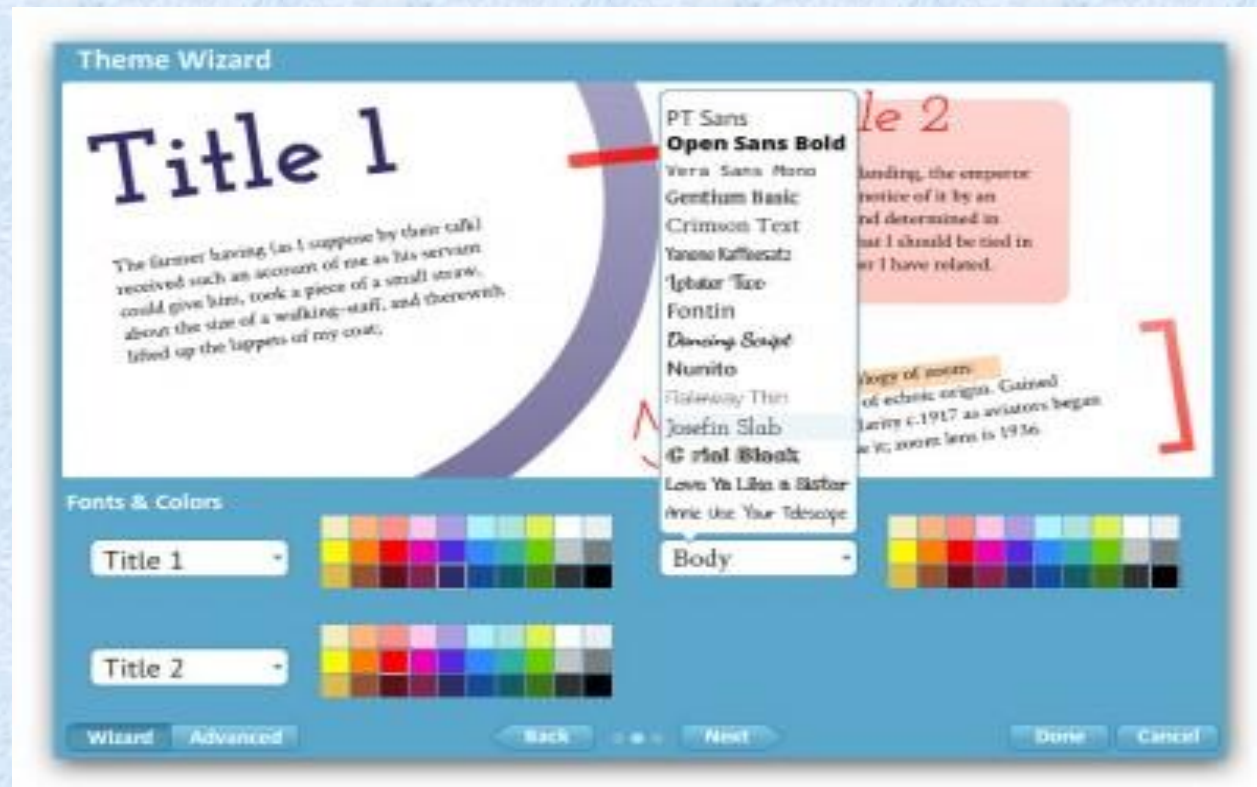 Theme Wizard
Title 1
The farmer having (as I suppose by their talk)
received such an account of me as his servant
could give him, took a piece of a small straw,
about the size of a walking-staff, and therewith
lifted up the lappets of my coat;
PT Sans
Open Sans Bold
Vera Sans Mono
Gentium Basic
Crimson Text
Yanone Kaffeesatz
Lobster Two
Fontin
Dancing Script
Nunito
Raleway Thin
Josefin Slab
Love Ya Like a Sister
Annie Use Your Telescope
le 2
landing, the emperor
notice of it by an
nd determined in
hat I should be tied in
er I have related.
logy of zoom:
of echoic origin. Gained
larity c.1917 as aviators began
e it; zoom lens is 1936
]
Fonts & Colors
Title 1
Body
Title 2
Wizard
Advanced
Back
Next
Done
Cancel